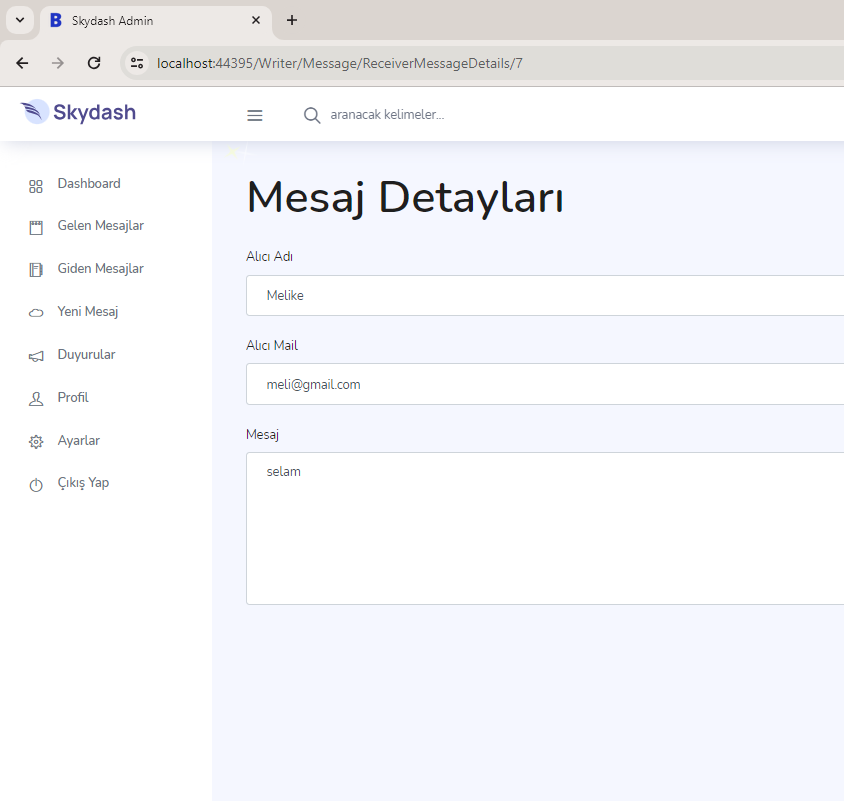 Skydash Admin
localhost:44395/Writer/Message/ReceiverMessageDetails/7
Skydash
aranacak kelimeler...
Dashboard
Gelen Mesajlar
Giden Mesajlar
Yeni Mesaj
Duyurular
Profil
Ayarlar
Çıkış Yap
Mesaj Detayları
Alıcı Adı
Melike
Alıcı Mail
meli@gmail.com
Mesaj
selam